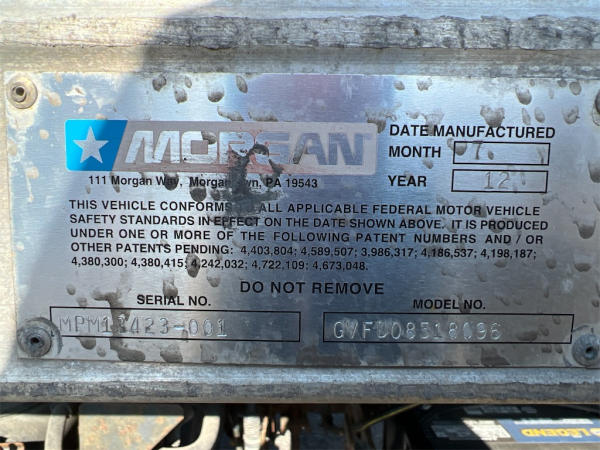 MORGAN
DATE MANUFACTURED
MONTH 7
YEAR 12
111 Morgan Way, Morgantown, PA 19543
THIS VEHICLE CONFORMS TO ALL APPLICABLE FEDERAL MOTOR VEHICLE
SAFETY STANDARDS IN EFFECT ON THE DATE SHOWN ABOVE. IT IS PRODUCED
UNDER ONE OR MORE OF THE FOLLOWING PATENT NUMBERS AND / OR
OTHER PATENTS PENDING: 4,403,804; 4,589,507; 3,986,317; 4,186,537; 4,198,187;
4,380,300; 4,380,415; 4,242,032; 4,722,109; 4,673,048.
DO NOT REMOVE
SERIAL NO. MODEL NO.
LEGEND